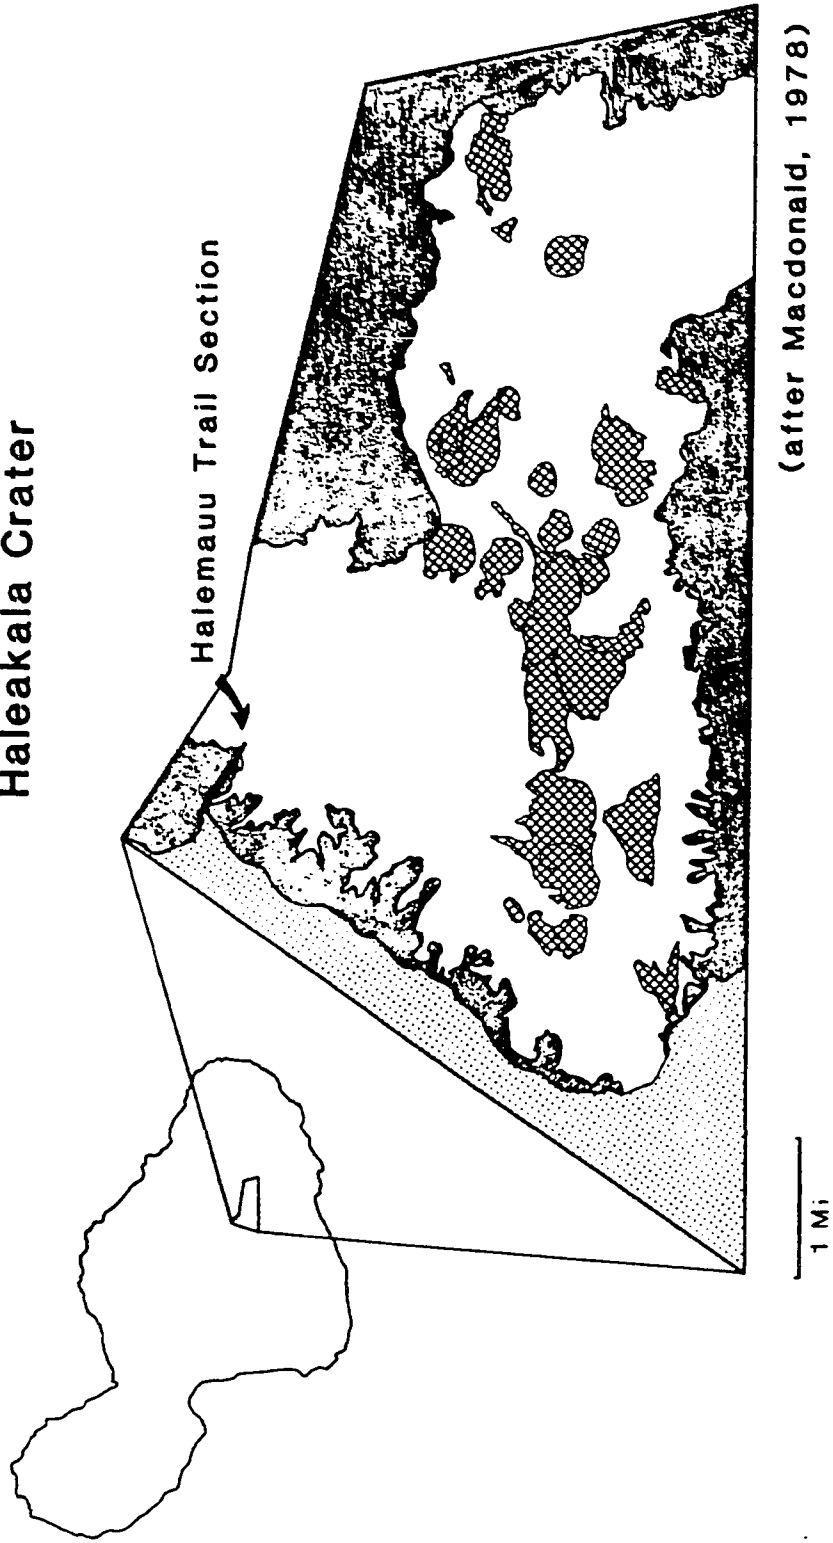 Haleakala Crater
Halemauu Trail Section
(after Macdonald, 1978)
1 Mi